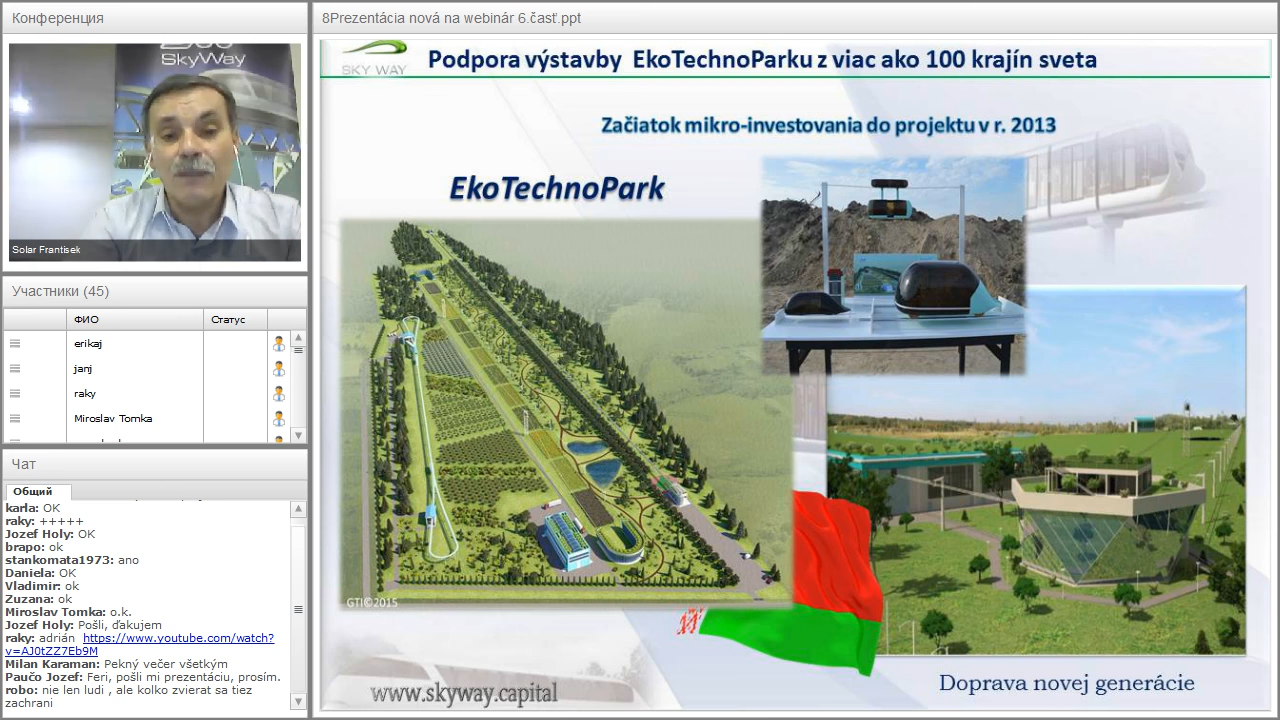 Конференция
SkyWay
Solar Frantisek
Участники (45)
ФИО
Статус
erikaj
janj
raky
Miroslav Tomka
Чат
Общий
karla: OK
raky: +++++
Jozef Holy: OK
brapo: ok
stankomata1973: ano
Daniela: OK
Vladimir: ok
Zuzana: ok
Miroslav Tomka: o.k.
Jozef Holy: Pošli, ďakujem
raky: adrián https://www.youtube.com/watch?
v=AJ0tZZ7Eb9M
Milan Karaman: Pekný večer všetkým
Paučo Jozef: Feri, pošli mi prezentáciu, prosím.
robo: nie len ludi , ale kolko zvierat sa tiez
zachrani
8Prezentácia nová na webinár 6.časť.ppt
SKY WAY
Podpora výstavby EkoTechnoParku z viac ako 100 krajín sveta
Začiatok mikro-investovania do projektu v r. 2013
EkoTechnoPark
GTI©2015
www.skyway.capital
Doprava novej generácie